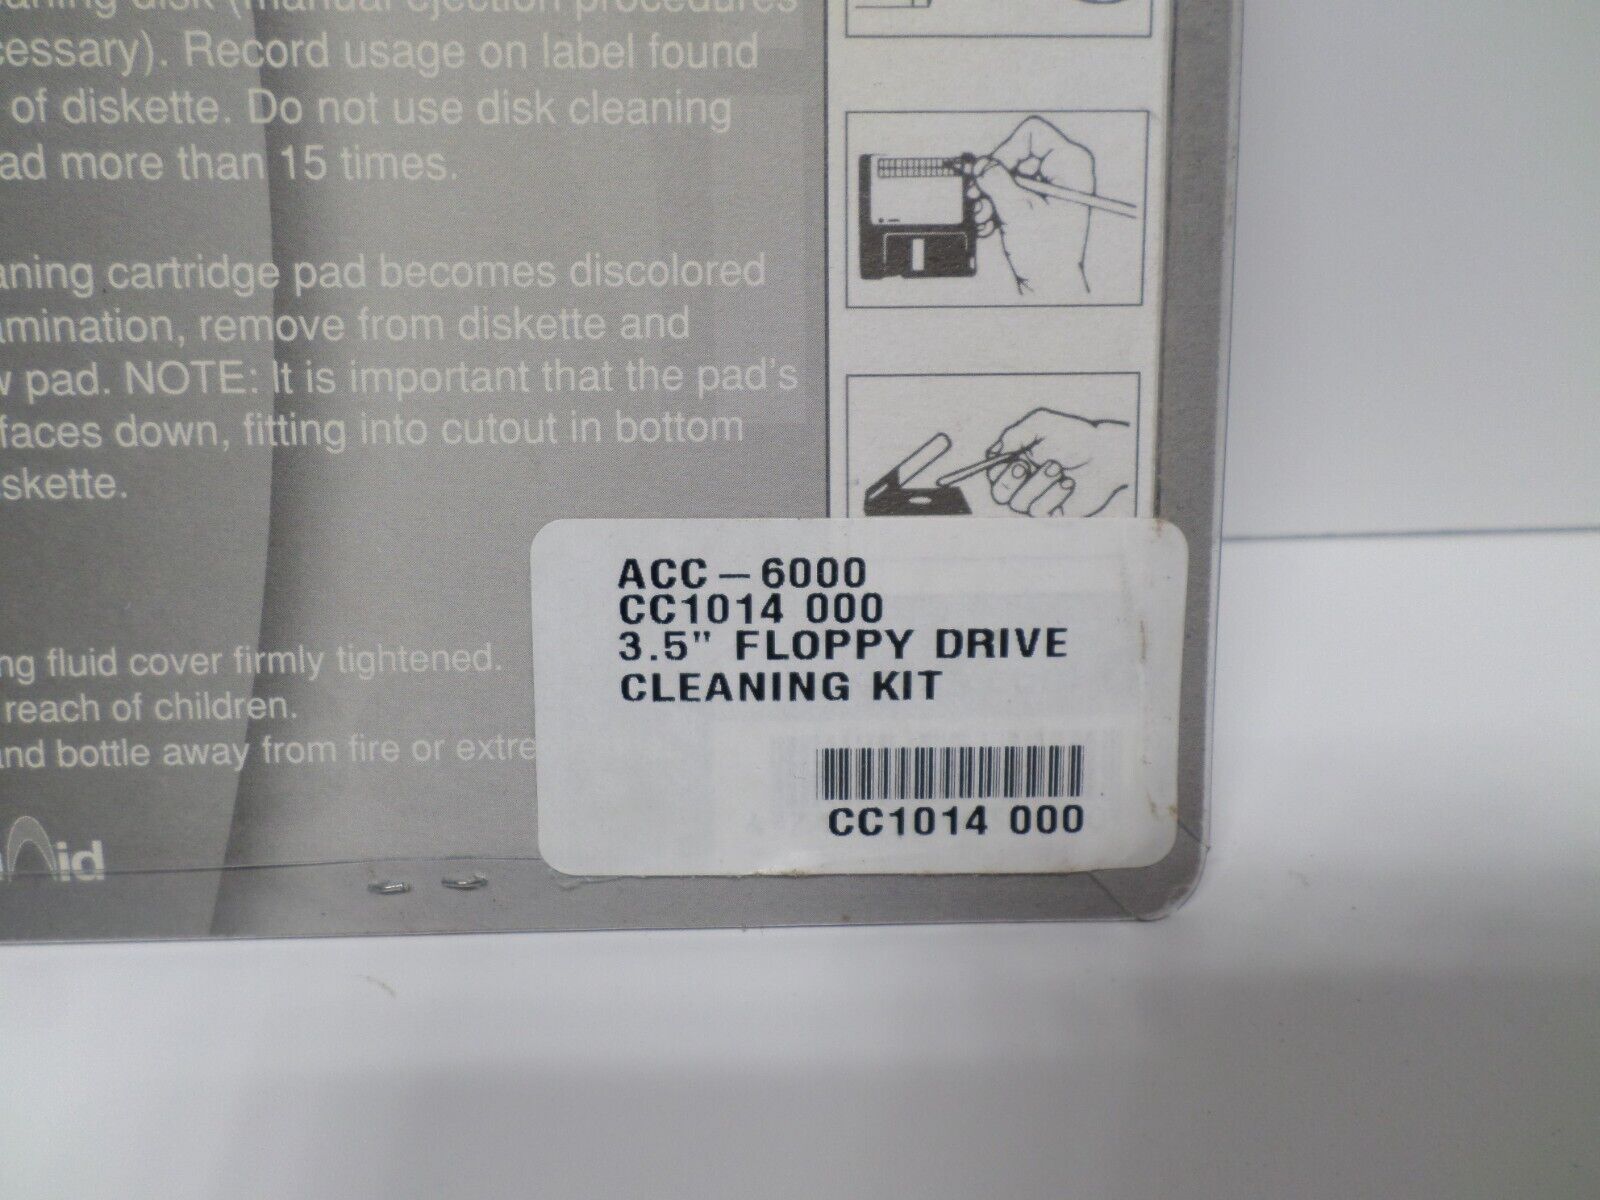 cleaning disk (manual ejection procedures
cessary). Record usage on label found
of diskette. Do not use disk cleaning
ad more than 15 times.
aning cartridge pad becomes discolored
amination, remove from diskette and
w pad. NOTE: It is important that the pad's
faces down, fitting into cutout in bottom
skette.
ng fluid cover firmly tightened.
reach of children.
nd bottle away from fire or extre
id
ACC-6000
CC1014 000
3.5" FLOPPY DRIVE
CLEANING KIT
CC1014 000